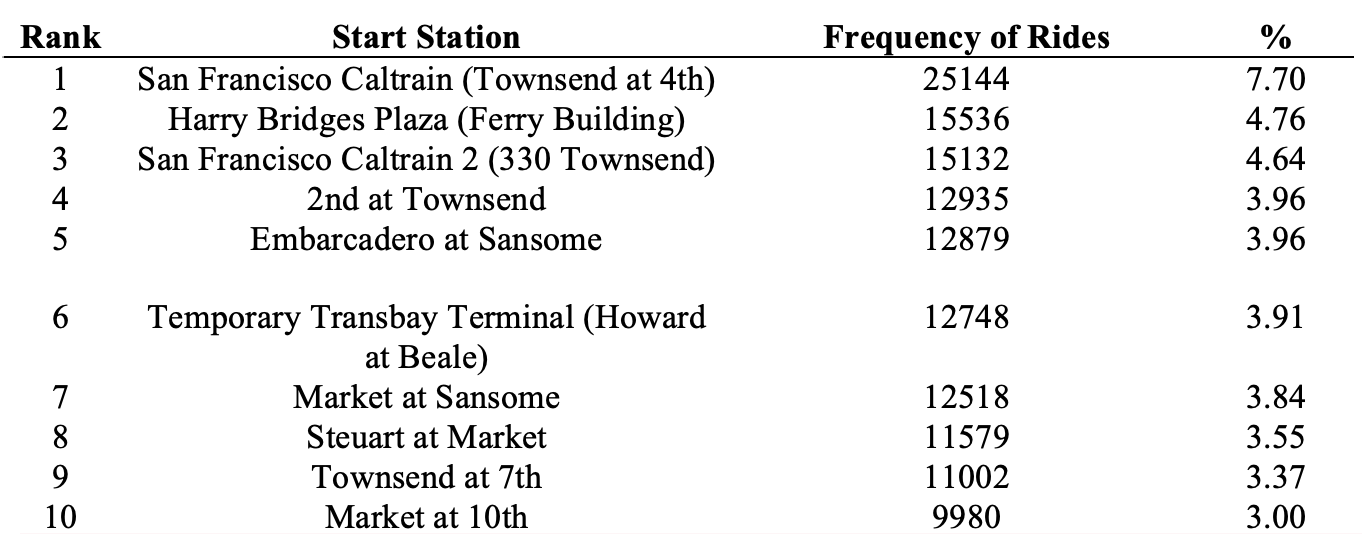 Rank Start Station Frequency of Rides %
1 San Francisco Caltrain (Townsend at 4th) 25144 7.70
2 Harry Bridges Plaza (Ferry Building) 15536 4.76
3 San Francisco Caltrain 2 (330 Townsend) 15132 4.64
4 2nd at Townsend 12935 3.96
5 Embarcadero at Sansome 12879 3.96
6 Temporary Transbay Terminal (Howard 12748 3.91
at Beale)
7 Market at Sansome 12518 3.84
8 Steuart at Market 11579 3.55
9 Townsend at 7th 11002 3.37
10 Market at 10th 9980 3.00